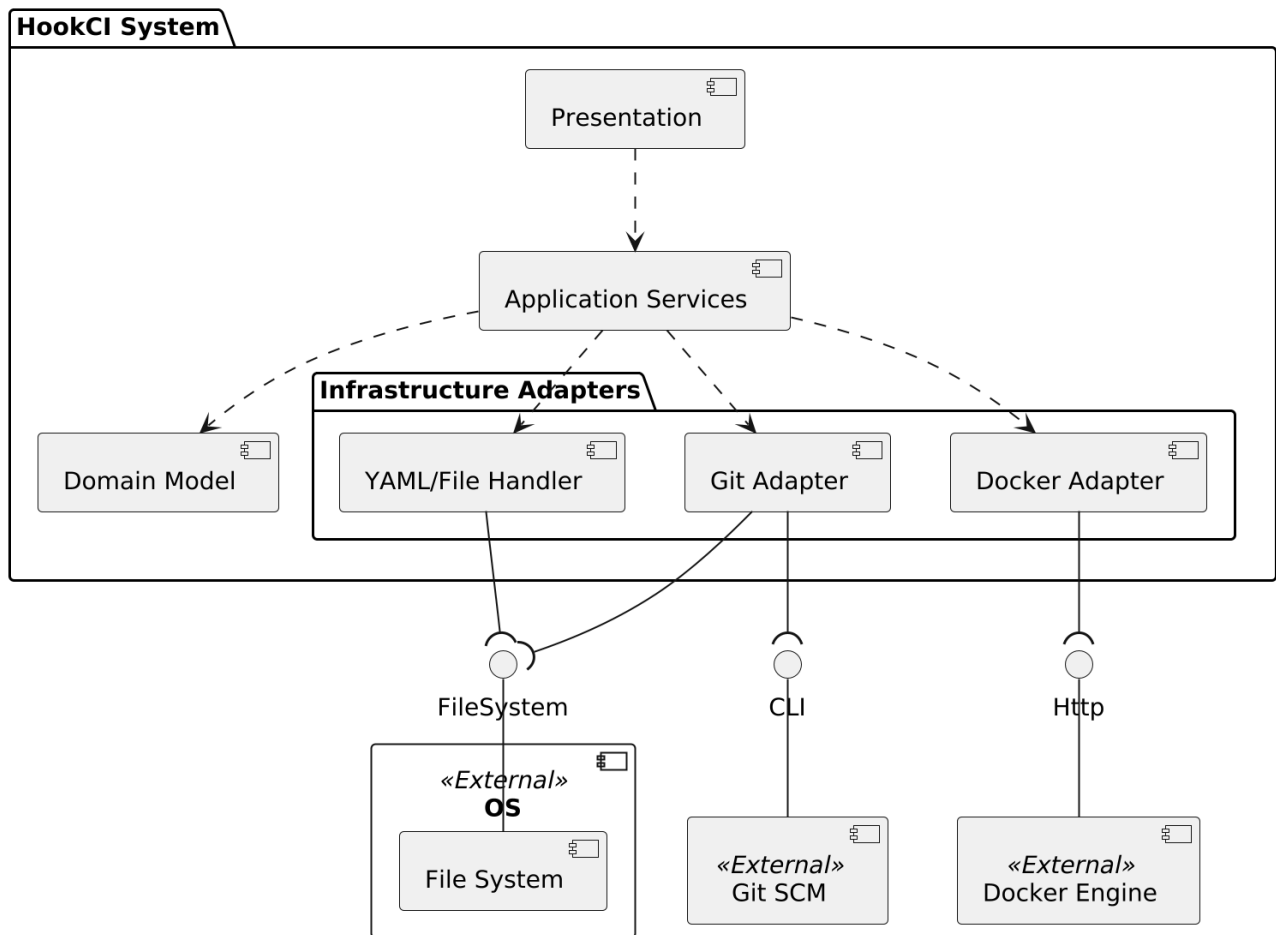 HookCI System
Presentation
Application Services
Infrastructure Adapters
Domain Model
YAML/File Handler
Git Adapter
Docker Adapter
FileSystem
CLI
Http
«External»
OS
File System
«External»
Git SCM
«External»
Docker Engine